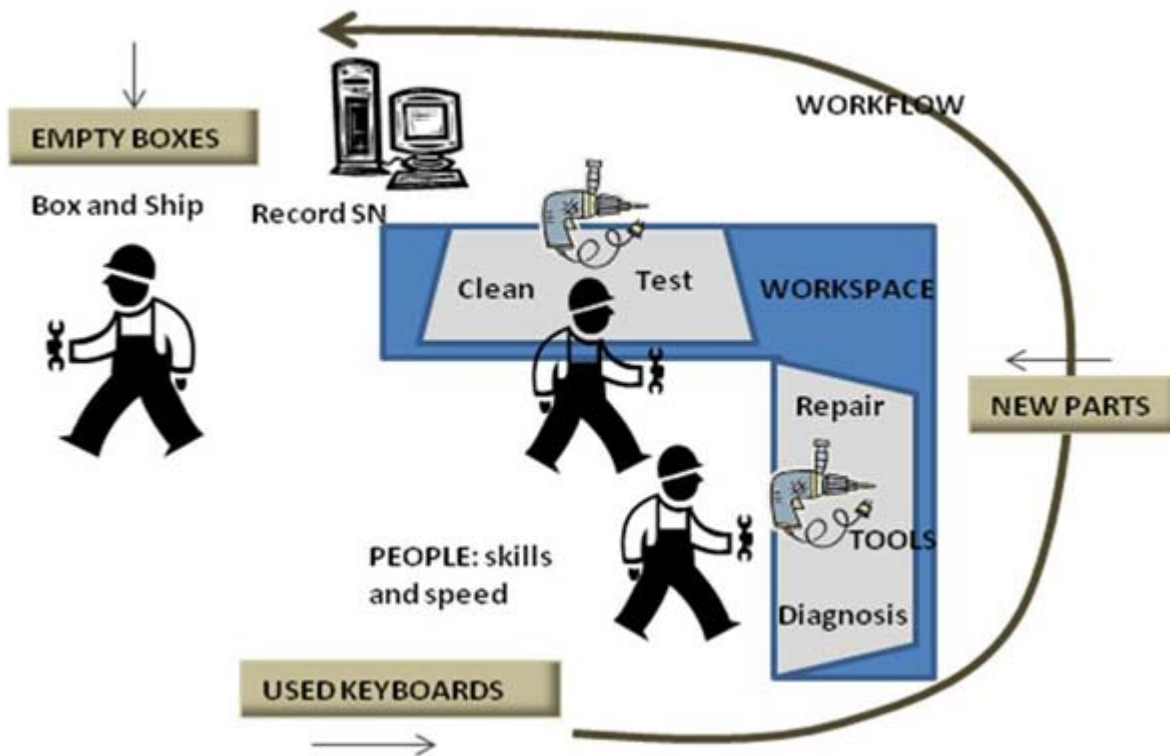 WORKFLOW
EMPTY BOXES
Box and Ship
Record SN
Clean
Test
WORKSPACE
Repair
NEW PARTS
TOOLS
PEOPLE: skills
and speed
Diagnosis
USED KEYBOARDS